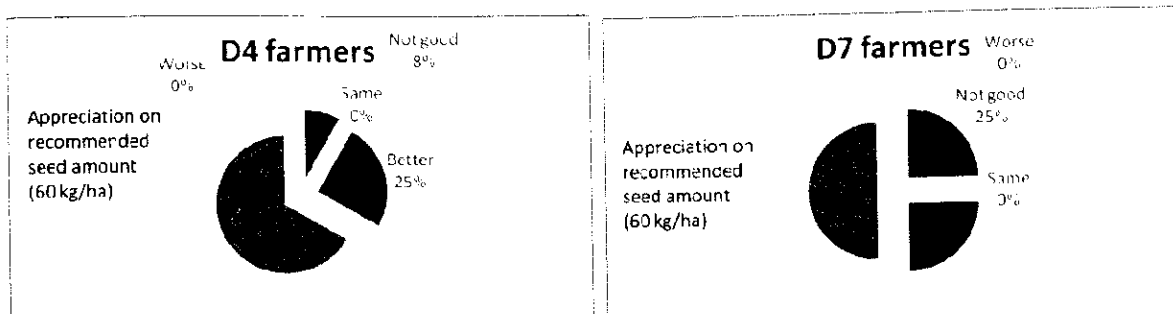 D4 farmers
Not good
8%
Worse
0%
Same
0%
Better
25%
Appreciation on
recommended
seed amount
(60 kg/ha)
D7 farmers
Worse
0%
Not good
25%
Same
0%
Appreciation on
recommended
seed amount
(60 kg/ha)